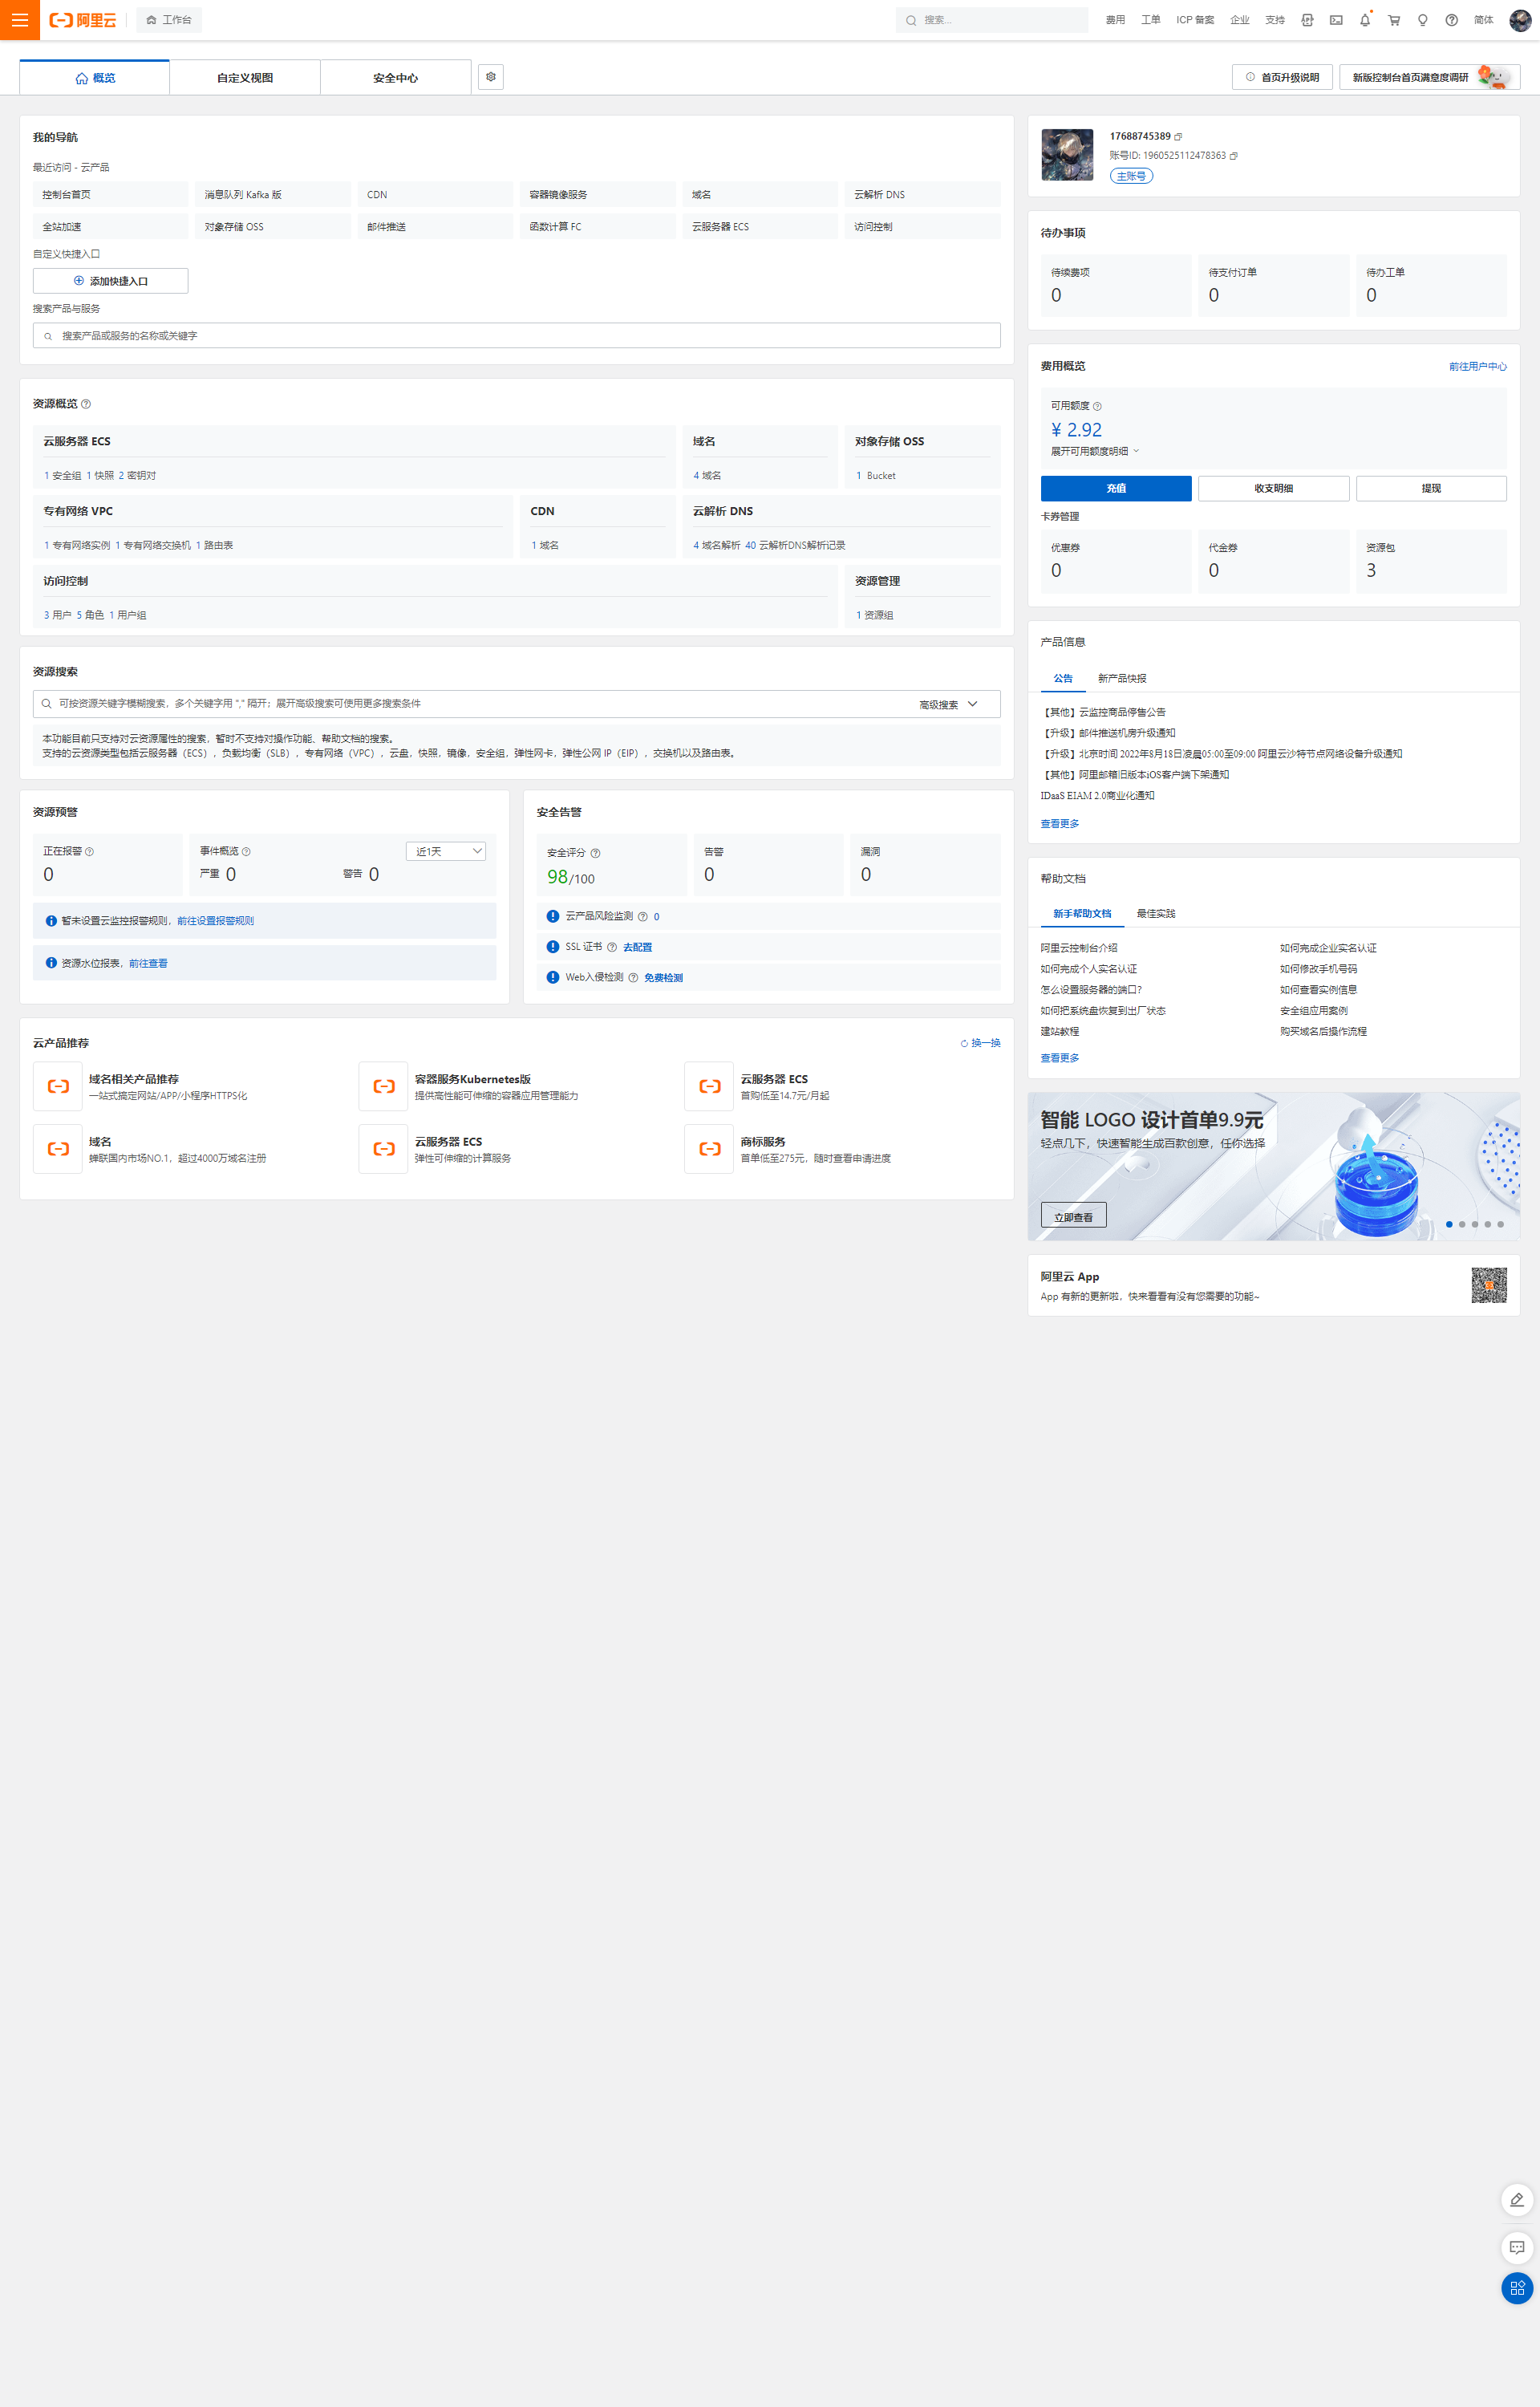 阿里云
工作台
搜索...
费用
工单
ICP 备案
企业
支持
简体
概览
自定义视图
安全中心
首页升级说明
新版控制台首页满意度调研
我的导航
最近访问 - 云产品
控制台首页
消息队列 Kafka 版
CDN
容器镜像服务
域名
云解析 DNS
全站加速
对象存储 OSS
邮件推送
函数计算 FC
云服务器 ECS
访问控制
自定义快捷入口
添加快捷入口
搜索产品与服务
搜索产品或服务的名称或关键字
资源概览
云服务器 ECS
1 安全组 1 快照 2 密钥对
域名
4 域名
对象存储 OSS
1 Bucket
专有网络 VPC
1 专有网络实例 1 专有网络交换机 1 路由表
CDN
1 域名
云解析 DNS
4 域名解析 40 云解析DNS解析记录
访问控制
3 用户 5 角色 1 用户组
资源管理
1 资源组
资源搜索
可按资源关键字模糊搜索，多个关键字用 "," 隔开；展开高级搜索可使用更多搜索条件
高级搜索
本功能目前只支持对云资源属性的搜索，暂时不支持对操作功能、帮助文档的搜索。
支持的云资源类型包括云服务器（ECS），负载均衡（SLB），专有网络（VPC），云盘，快照，镜像，安全组，弹性网卡，弹性公网 IP（EIP），交换机以及路由表。
资源预警
正在报警
0
事件概览
近1天
严重 0
警告 0
暂未设置云监控报警规则，前往设置报警规则
资源水位报表，前往查看
安全告警
安全评分
98/100
告警
0
漏洞
0
云产品风险监测 0
SSL 证书 去配置
Web入侵检测 免费检测
云产品推荐
换一换
域名相关产品推荐
一站式搞定网站/APP/小程序HTTPS化
容器服务Kubernetes版
提供高性能可伸缩的容器应用管理能力
云服务器 ECS
首购低至14.7元/月起
域名
蝉联国内市场NO.1，超过4000万域名注册
云服务器 ECS
弹性可伸缩的计算服务
商标服务
首单低至275元，随时查看申请进度
17688745389
账号ID: 1960525112478363
主账号
待办事项
待续费项
0
待支付订单
0
待办工单
0
费用概览
前往用户中心
可用额度
¥ 2.92
展开可用额度明细
充值
收支明细
提现
卡券管理
优惠券
0
代金券
0
资源包
3
产品信息
公告
新产品快报
【其他】云监控商品停售公告
【升级】邮件推送机房升级通知
【升级】北京时间 2022年8月18日凌晨05:00至09:00 阿里云沙特节点网络设备升级通知
【其他】阿里邮箱旧版本iOS客户端下架通知
IDaaS EIAM 2.0商业化通知
查看更多
帮助文档
新手帮助文档
最佳实践
阿里云控制台介绍
如何完成企业实名认证
如何完成个人实名认证
如何修改手机号码
怎么设置服务器的端口?
如何查看实例信息
如何把系统盘恢复到出厂状态
安全组应用案例
建站教程
购买域名后操作流程
查看更多
智能 LOGO 设计首单9.9元
轻点几下，快速智能生成百款创意，任你选择
立即查看
阿里云 App
App 有新的更新啦，快来看看有没有您需要的功能~